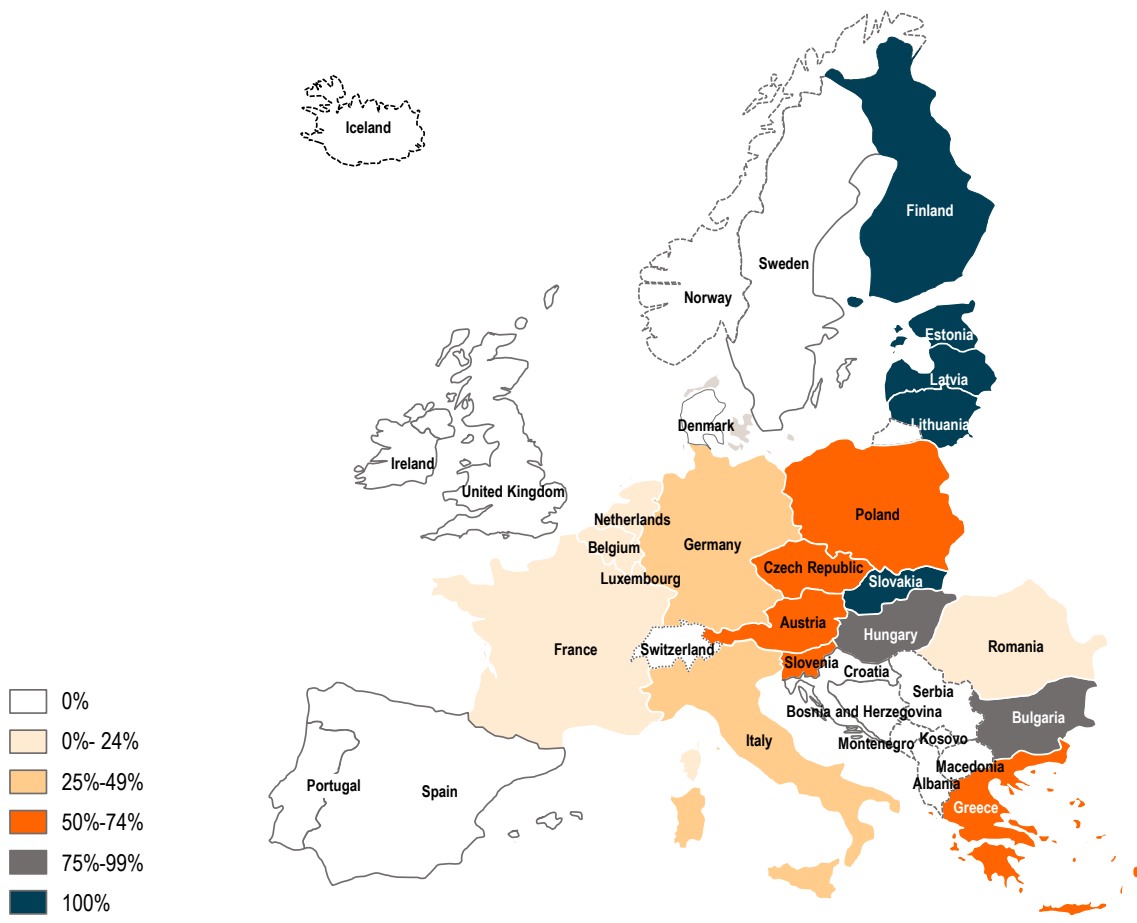 Iceland
Finland
Sweden
Norway
Estonia
Latvia
Denmark
Lithuania
Ireland
United Kingdom
Netherlands
Poland
Germany
Belgium
Czech Republic
Luxembourg
Slovakia
Austria
Hungary
France
Switzerland
Romania
Slovenia
Croatia
Serbia
0%
Bosnia and Herzegovina
Bulgaria
0%- 24%
Italy
Montenegro
Kosovo
Macedonia
25%-49%
Portugal
Spain
Albania
Greece
50%-74%
75%-99%
100%